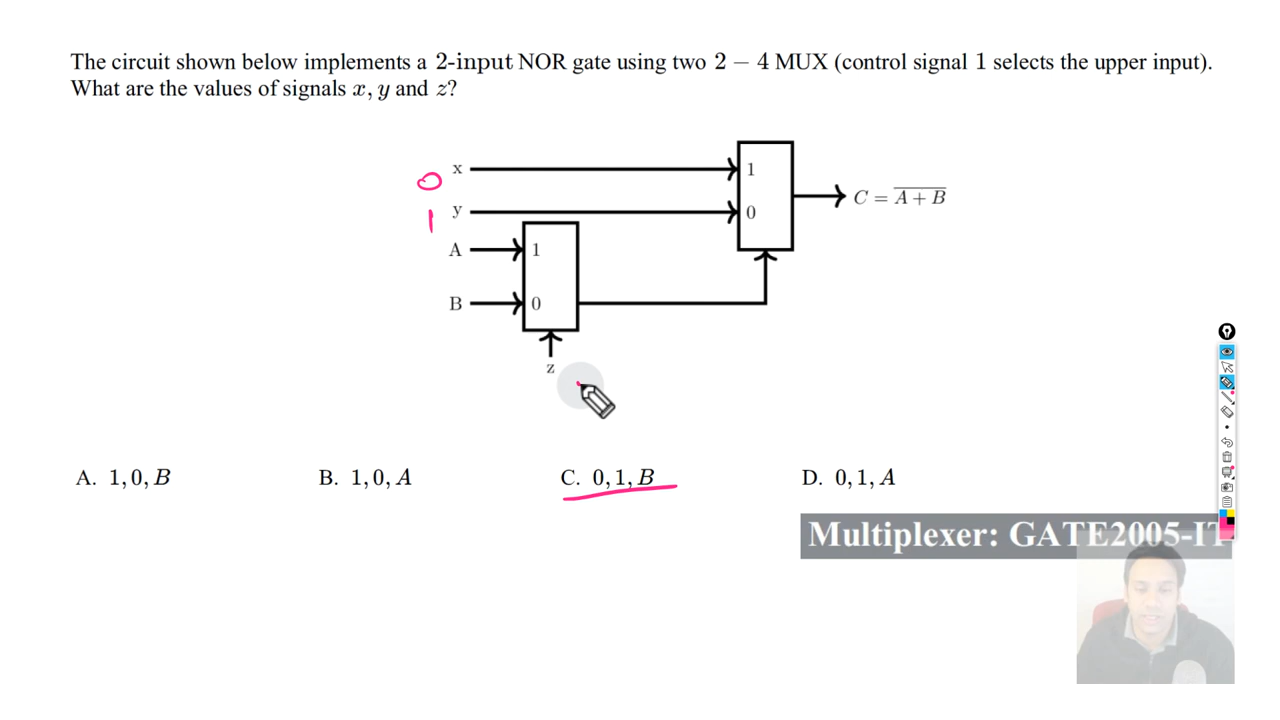 The circuit shown below implements a 2-input NOR gate using two 2 − 4 MUX (control signal 1 selects the upper input).
What are the values of signals x, y and z?
0 x 1
1 y 0
C = \overline{A + B}
A 1
B 0
z
A. 1, 0, B B. 1, 0, A C. 0, 1, B D. 0, 1, A
Multiplexer: GATE2005-IT